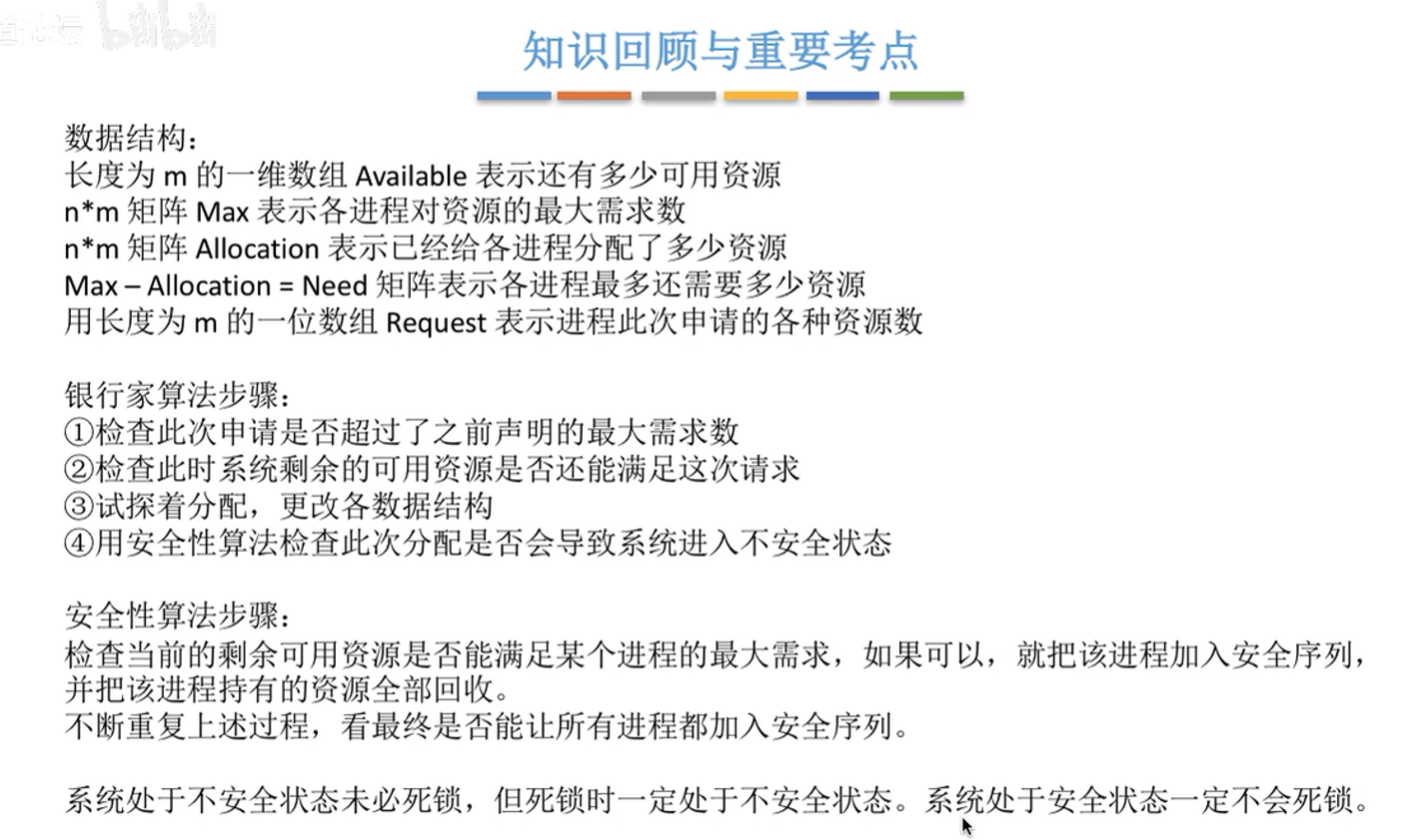 知识回顾与重要考点
数据结构：
长度为 m 的一维数组 Available 表示还有多少可用资源
n*m 矩阵 Max 表示各进程对资源的最大需求数
n*m 矩阵 Allocation 表示已经给各进程分配了多少资源
Max – Allocation = Need 矩阵表示各进程最多还需要多少资源
用长度为 m 的一位数组 Request 表示进程此次申请的各种资源数
银行家算法步骤：
①检查此次申请是否超过了之前声明的最大需求数
②检查此时系统剩余的可用资源是否还能满足这次请求
③试探着分配，更改各数据结构
④用安全性算法检查此次分配是否会导致系统进入不安全状态
安全性算法步骤：
检查当前的剩余可用资源是否能满足某个进程的最大需求，如果可以，就把该进程加入安全序列，
并把该进程持有的资源全部回收。
不断重复上述过程，看最终是否能让所有进程都加入安全序列。
系统处于不安全状态未必死锁，但死锁时一定处于不安全状态。系统处于安全状态一定不会死锁。